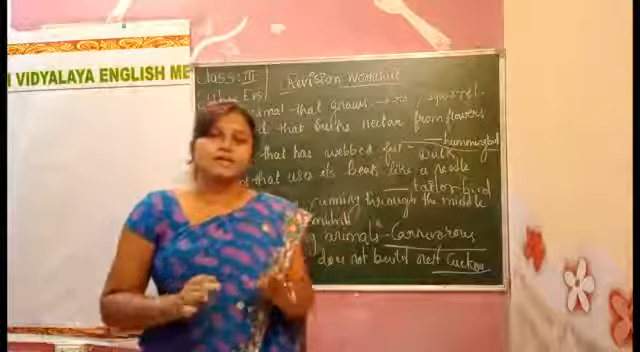 I VIDYALAYA ENGLISH ME
Class: III
Revision Worksheet
Evs
that gnaws squirrel.
that sucks nectar from flowers
hummingbird
that has webbed feet - duck
that uses its beak like a needle
tailor bird
running through the middle
midrib
animals - Carnivorous
does not build nest Cuckoo